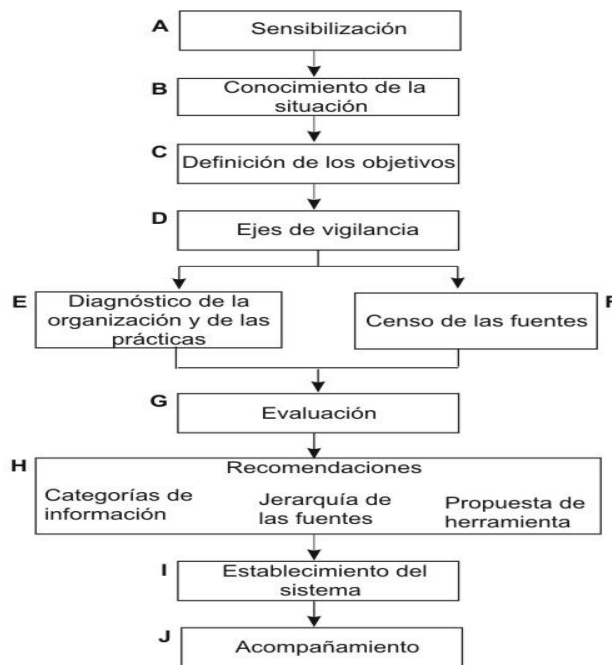 A
Sensibilización
B
Conocimiento de la
situación
C
Definición de los objetivos
D
Ejes de vigilancia
E
Diagnóstico de la
organización y de las
prácticas
F
Censo de las fuentes
G
Evaluación
H
Recomendaciones
Categorías de
información
Jerarquía de
las fuentes
Propuesta de
herramienta
I
Establecimiento del
sistema
J
Acompañamiento